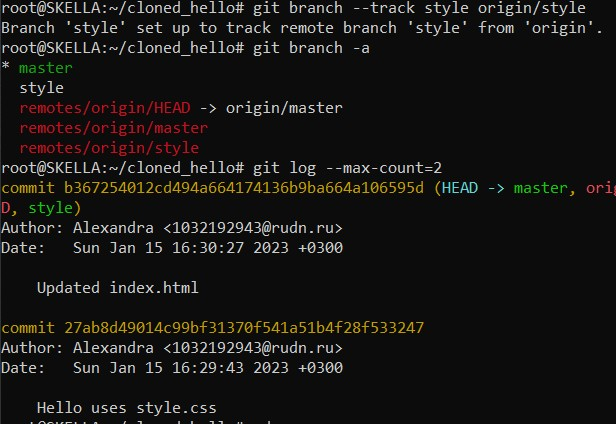 root@SKELLA:~/cloned_hello# git branch --track style origin/style
Branch 'style' set up to track remote branch 'style' from 'origin'.
root@SKELLA:~/cloned_hello# git branch -a
* master
  style
  remotes/origin/HEAD -> origin/master
  remotes/origin/master
  remotes/origin/style
root@SKELLA:~/cloned_hello# git log --max-count=2
commit b367254012cd494a664174136b9ba664a106595d (HEAD -> master, orig
D, style)
Author: Alexandra <1032192943@rudn.ru>
Date:   Sun Jan 15 16:30:27 2023 +0300
    Updated index.html
commit 27ab8d49014c99bf31370f541a51b4f28f533247
Author: Alexandra <1032192943@rudn.ru>
Date:   Sun Jan 15 16:29:43 2023 +0300
    Hello uses style.css